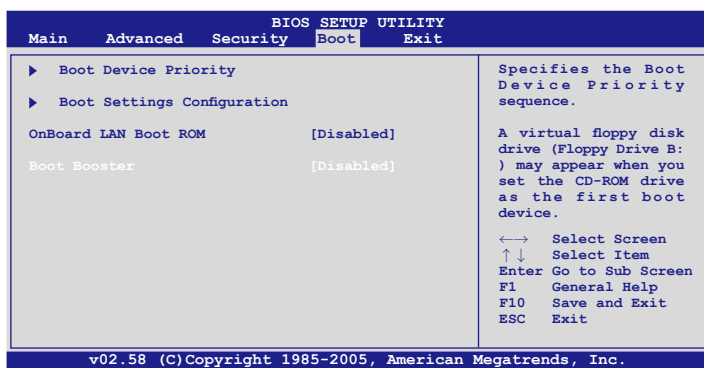 BIOS SETUP UTILITY
Main Advanced Security Boot Exit
Boot Device Priority
Boot Settings Configuration
OnBoard LAN Boot ROM [Disabled]
Boot Booster [Disabled]
Specifies the Boot
Device Priority
sequence.
A virtual floppy disk
drive (Floppy Drive B:
) may appear when you
set the CD-ROM drive
as the first boot
device.
←→ Select Screen
↑↓ Select Item
Enter Go to Sub Screen
F1 General Help
F10 Save and Exit
ESC Exit
v02.58 (C)Copyright 1985-2005, American Megatrends, Inc.